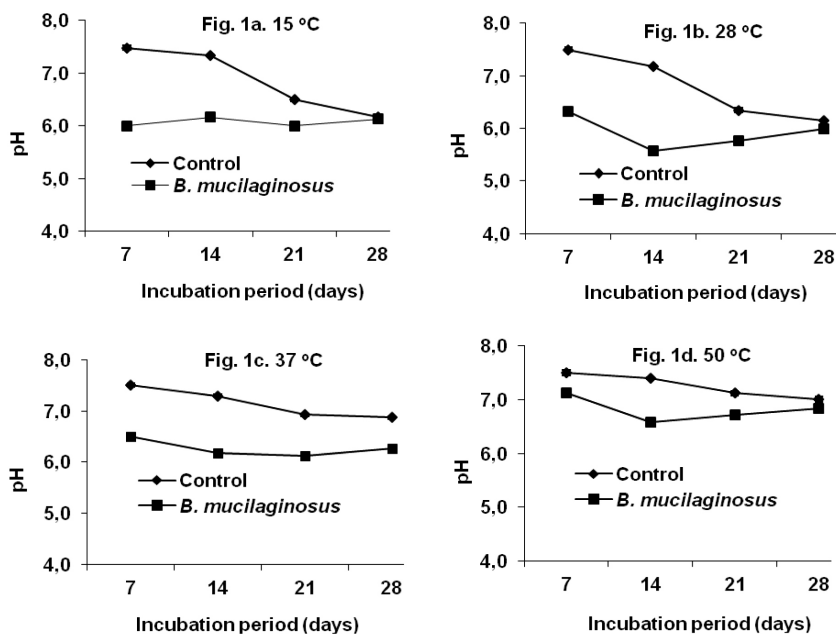 Fig. 1a. 15 °C
8,0
7,0
6,0
5,0
4,0
pH
Control
B. mucilaginosus
7 14 21 28
Incubation period (days)
Fig. 1b. 28 °C
8,0
7,0
6,0
5,0
4,0
pH
Control
B. mucilaginosus
7 14 21 28
Incubation period (days)
Fig. 1c. 37 °C
8,0
7,0
6,0
5,0
4,0
pH
Control
B. mucilaginosus
7 14 21 28
Incubation period (days)
Fig. 1d. 50 °C
8,0
7,0
6,0
5,0
4,0
pH
Control
B. mucilaginosus
7 14 21 28
Incubation period (days)